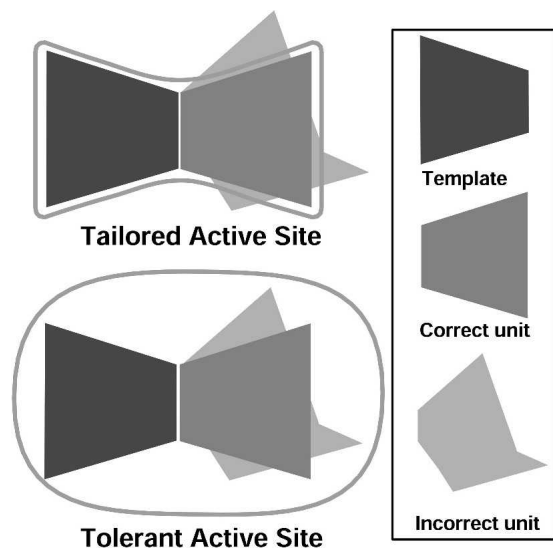 Tailored Active Site
Tolerant Active Site
Template
Correct unit
Incorrect unit